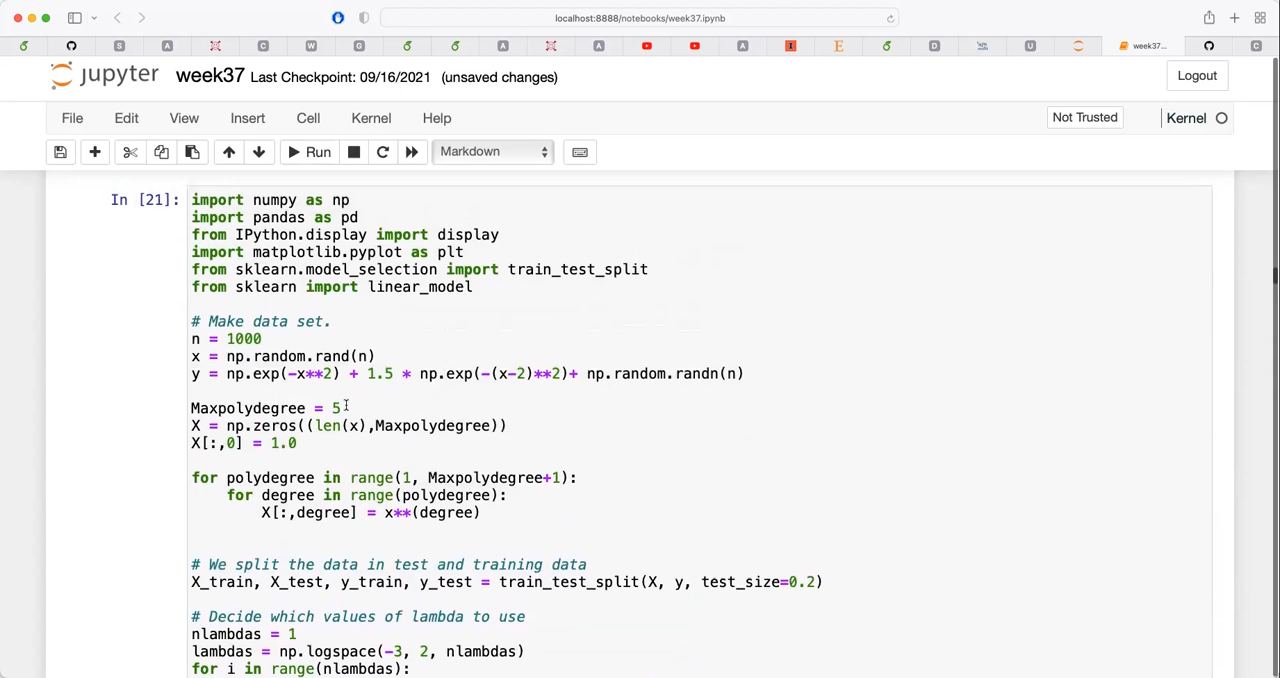 localhost:8888/notebooks/week37.ipynb
S A C W G A A A I E D U week37... C
jupyter week37 Last Checkpoint: 09/16/2021 (unsaved changes) Logout
File Edit View Insert Cell Kernel Help Not Trusted Kernel
Run Markdown
In [21]: import numpy as np
import pandas as pd
from IPython.display import display
import matplotlib.pyplot as plt
from sklearn.model_selection import train_test_split
from sklearn import linear_model
# Make data set.
n = 1000
x = np.random.rand(n)
y = np.exp(-x**2) + 1.5 * np.exp(-(x-2)**2)+ np.random.randn(n)
Maxpolydegree = 5
X = np.zeros((len(x),Maxpolydegree))
X[:,0] = 1.0
for polydegree in range(1, Maxpolydegree+1):
    for degree in range(polydegree):
        X[:,degree] = x**(degree)
# We split the data in test and training data
X_train, X_test, y_train, y_test = train_test_split(X, y, test_size=0.2)
# Decide which values of lambda to use
nlambdas = 1
lambdas = np.logspace(-3, 2, nlambdas)
for i in range(nlambdas):